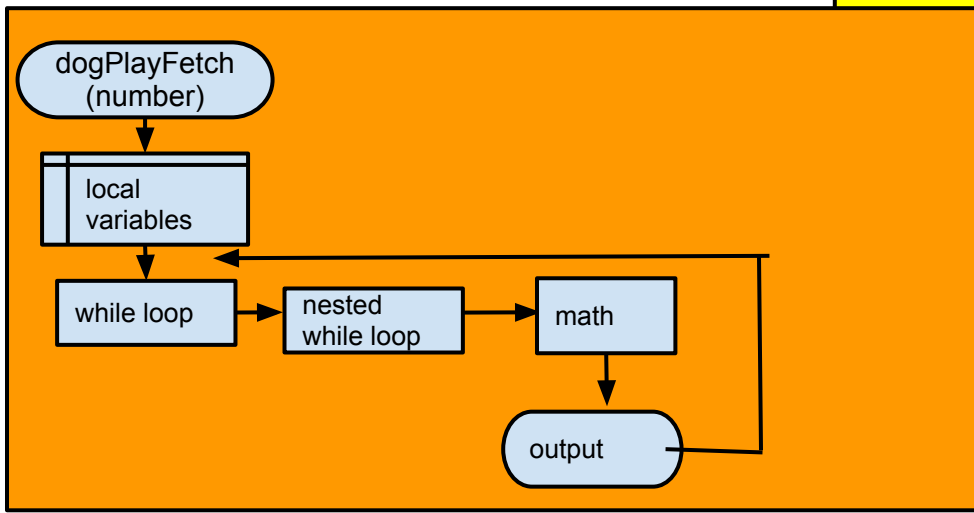 dogPlayFetch
(number)
local
variables
while loop
nested
while loop
math
output